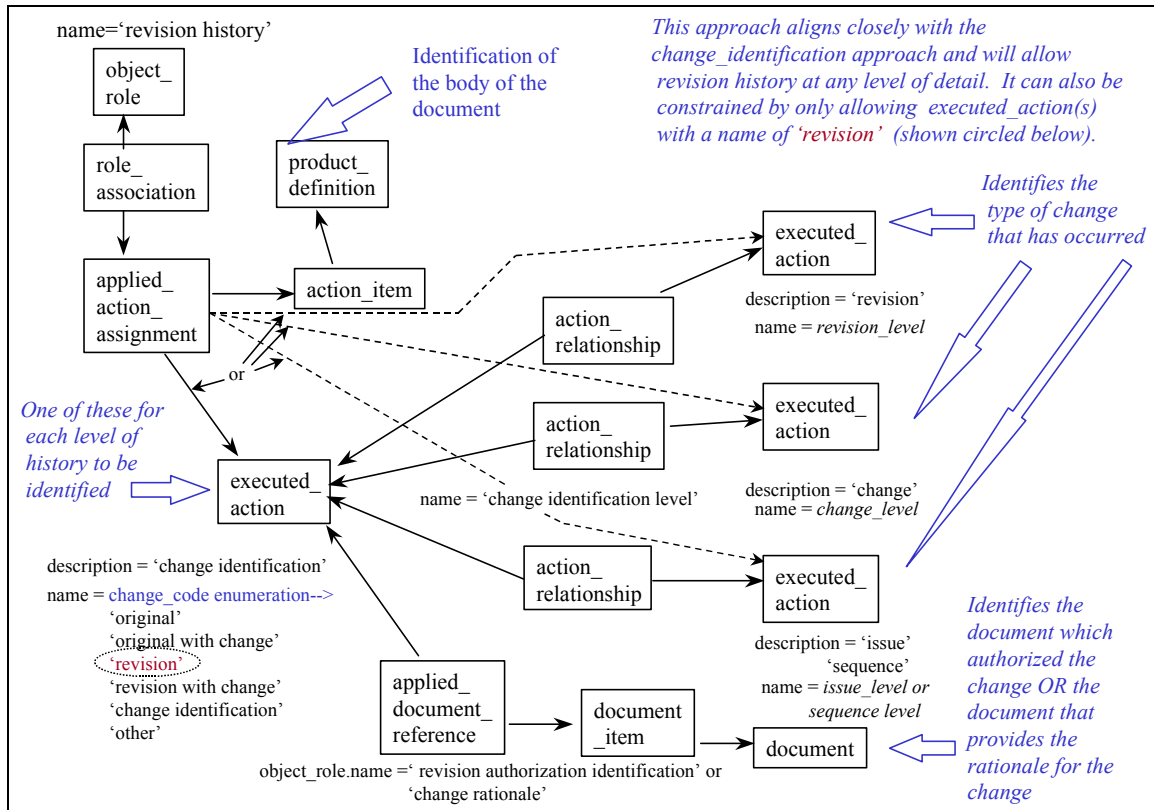 name=‘revision history’
object_
role
Identification of
the body of the
document
This approach aligns closely with the
change_identification approach and will allow
revision history at any level of detail.  It can also be
constrained by only allowing  executed_action(s)
with a name of ‘revision’  (shown circled below).
role_
association
product_
definition
Identifies the
type of change
that has occurred
applied_
action_
assignment
action_item
executed_
action
description = ‘revision’
name = revision_level
action_
relationship
or
One of these for
each level of
history to be
identified
executed_
action
action_
relationship
executed_
action
name = ‘change identification level’
description = ‘change’
name = change_level
description = ‘change identification’
name = change_code enumeration-->
‘original’
‘original with change’
‘revision’
‘revision with change’
‘change identification’
‘other’
action_
relationship
executed_
action
description = ‘issue’
‘sequence’
name = issue_level or
sequence level
applied_
document_
reference
document
_item
document
object_role.name =‘ revision authorization identification’ or
‘change rationale’
Identifies the
document which
authorized the
change OR the
document that
provides the
rationale for the
change